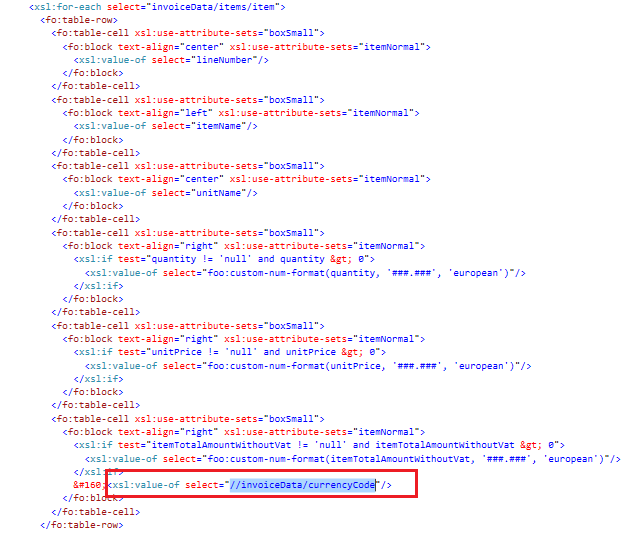 <xsl:for-each select="invoiceData/items/item">
<fo:table-row>
<fo:table-cell xsl:use-attribute-sets="boxSmall">
<fo:block text-align="center" xsl:use-attribute-sets="itemNormal">
<xsl:value-of select="lineNumber"/>
</fo:block>
</fo:table-cell>
<fo:table-cell xsl:use-attribute-sets="boxSmall">
<fo:block text-align="left" xsl:use-attribute-sets="itemNormal">
<xsl:value-of select="itemName"/>
</fo:block>
</fo:table-cell>
<fo:table-cell xsl:use-attribute-sets="boxSmall">
<fo:block text-align="center" xsl:use-attribute-sets="itemNormal">
<xsl:value-of select="unitName"/>
</fo:block>
</fo:table-cell>
<fo:table-cell xsl:use-attribute-sets="boxSmall">
<fo:block text-align="right" xsl:use-attribute-sets="itemNormal">
<xsl:if test="quantity != 'null' and quantity &gt; 0">
<xsl:value-of select="foo:custom-num-format(quantity, '###.###', 'european')"/>
</xsl:if>
</fo:block>
</fo:table-cell>
<fo:table-cell xsl:use-attribute-sets="boxSmall">
<fo:block text-align="right" xsl:use-attribute-sets="itemNormal">
<xsl:if test="unitPrice != 'null' and unitPrice &gt; 0">
<xsl:value-of select="foo:custom-num-format(unitPrice, '###.###', 'european')"/>
</xsl:if>
</fo:block>
</fo:table-cell>
<fo:table-cell xsl:use-attribute-sets="boxSmall">
<fo:block text-align="right" xsl:use-attribute-sets="itemNormal">
<xsl:if test="itemTotalAmountWithoutVat != 'null' and itemTotalAmountWithoutVat &gt; 0">
<xsl:value-of select="foo:custom-num-format(itemTotalAmountWithoutVat, '###.###', 'european')"/>
</xsl:if>
&#160;<xsl:value-of select="//invoiceData/currencyCode"/>
</fo:block>
</fo:table-cell>
</fo:table-row>